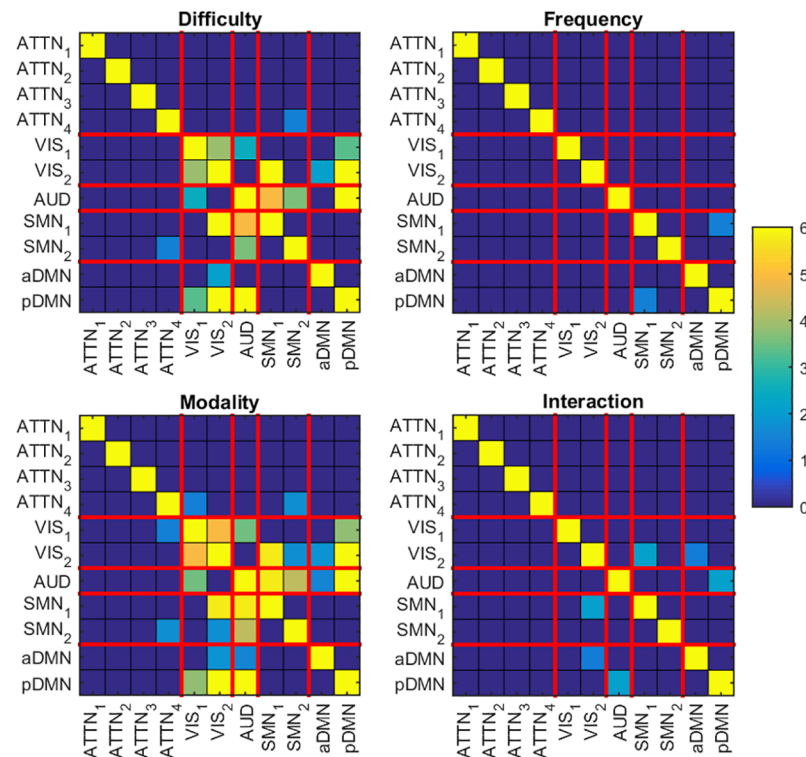 Difficulty
ATTN1
ATTN2
ATTN3
ATTN4
VIS1
VIS2
AUD
SMN1
SMN2
aDMN
pDMN
ATTN1 ATTN2 ATTN3 ATTN4 VIS1 VIS2 AUD SMN1 SMN2 aDMN pDMN
Frequency
ATTN1
ATTN2
ATTN3
ATTN4
VIS1
VIS2
AUD
SMN1
SMN2
aDMN
pDMN
ATTN1 ATTN2 ATTN3 ATTN4 VIS1 VIS2 AUD SMN1 SMN2 aDMN pDMN
6
5
4
3
2
1
0
Modality
ATTN1
ATTN2
ATTN3
ATTN4
VIS1
VIS2
AUD
SMN1
SMN2
aDMN
pDMN
ATTN1 ATTN2 ATTN3 ATTN4 VIS1 VIS2 AUD SMN1 SMN2 aDMN pDMN
Interaction
ATTN1
ATTN2
ATTN3
ATTN4
VIS1
VIS2
AUD
SMN1
SMN2
aDMN
pDMN
ATTN1 ATTN2 ATTN3 ATTN4 VIS1 VIS2 AUD SMN1 SMN2 aDMN pDMN